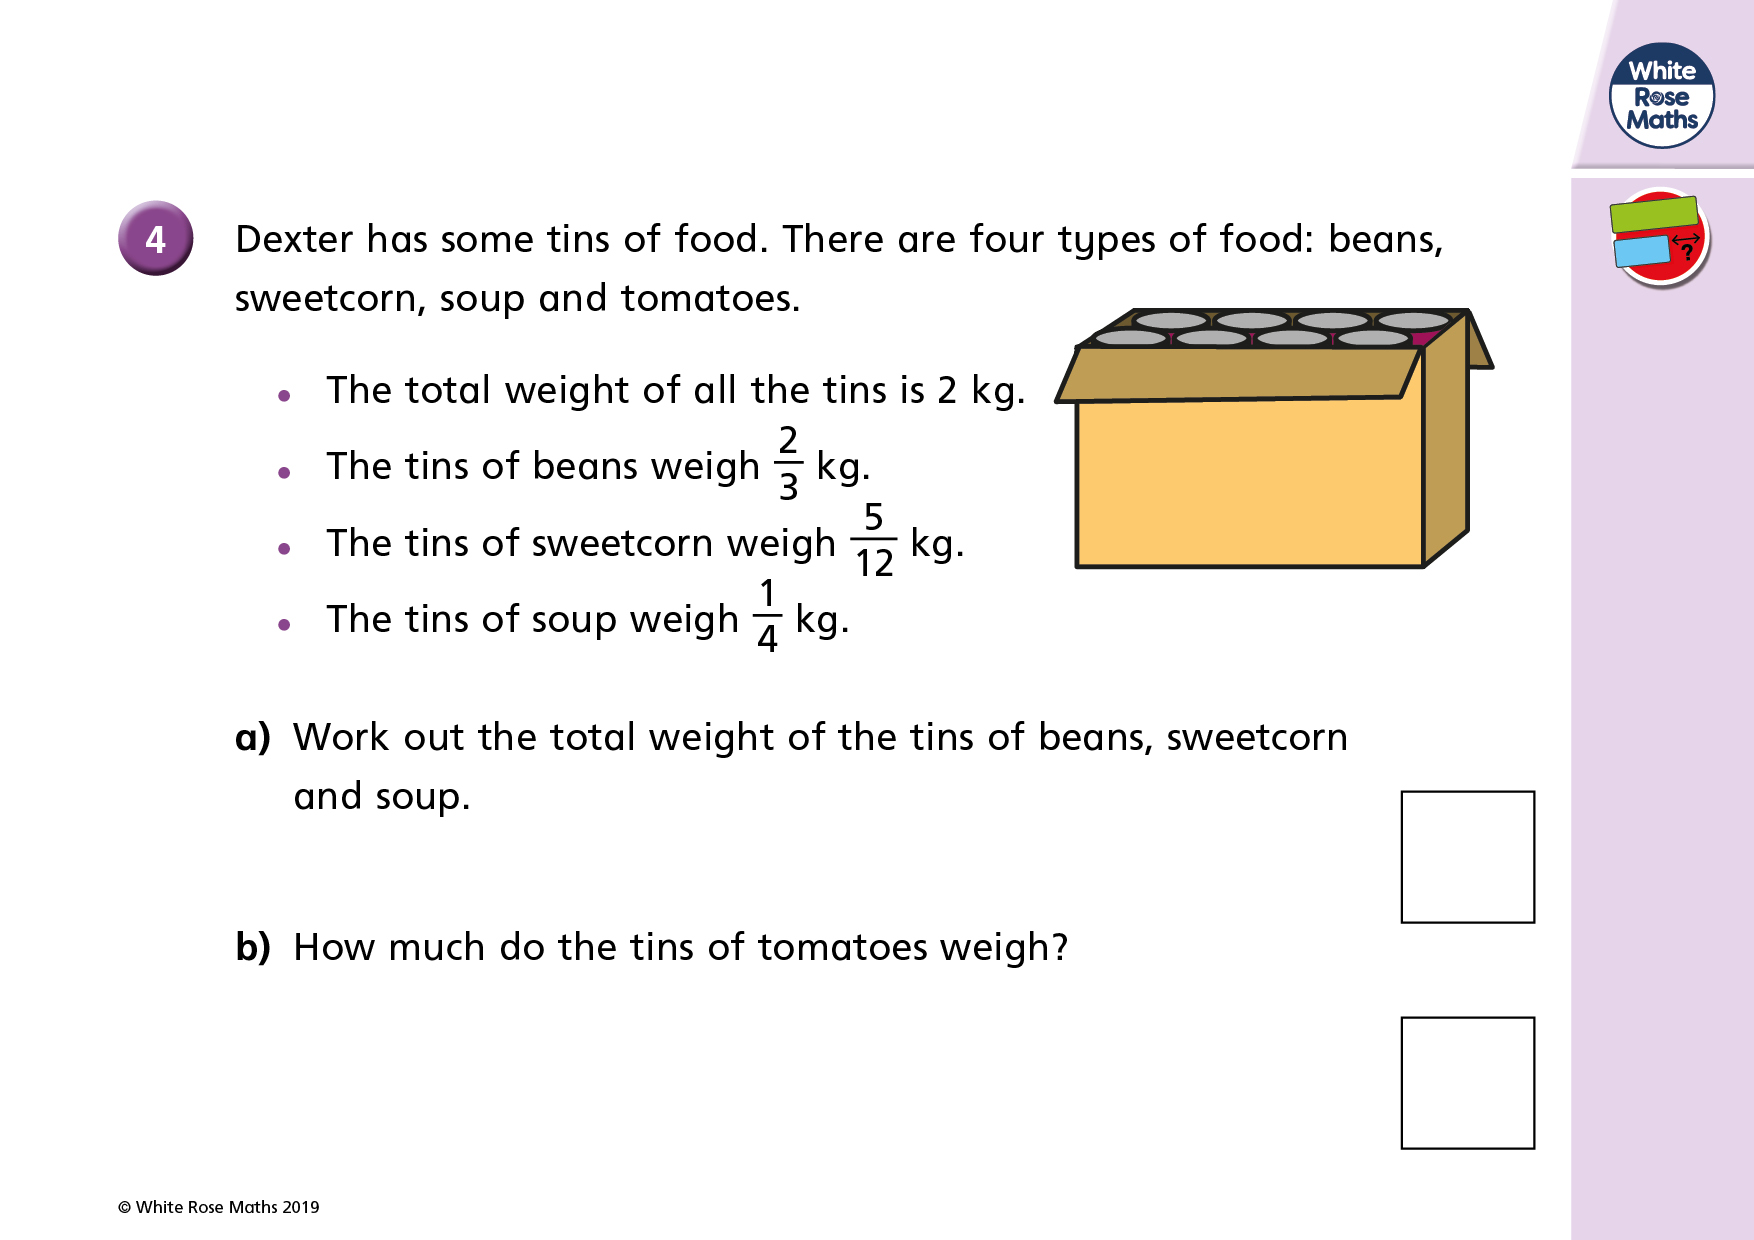 White
Rose
Maths
?
4
Dexter has some tins of food. There are four types of food: beans,
sweetcorn, soup and tomatoes.
• The total weight of all the tins is 2 kg.
• The tins of beans weigh 2/3 kg.
• The tins of sweetcorn weigh 5/12 kg.
• The tins of soup weigh 1/4 kg.
a) Work out the total weight of the tins of beans, sweetcorn
and soup.
b) How much do the tins of tomatoes weigh?
© White Rose Maths 2019